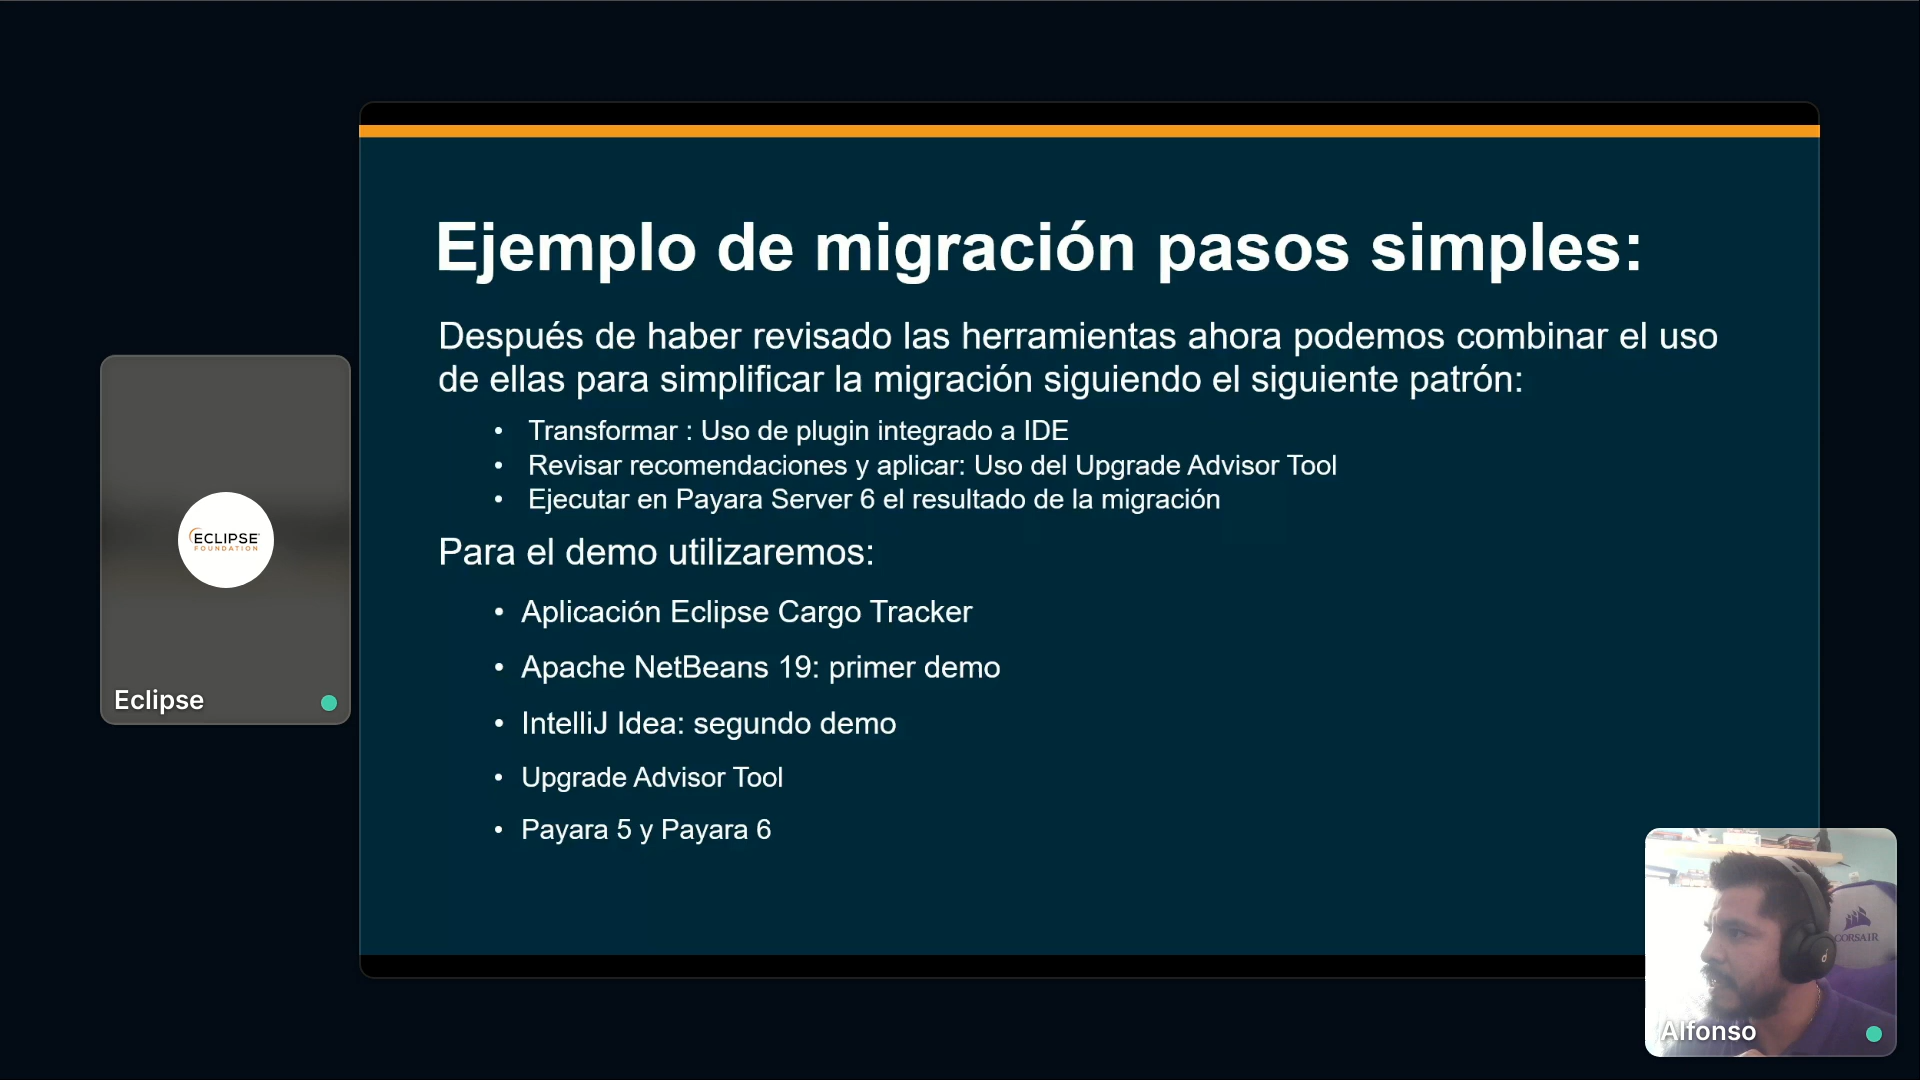 Ejemplo de migración pasos simples:
Después de haber revisado las herramientas ahora podemos combinar el uso
de ellas para simplificar la migración siguiendo el siguiente patrón:
• Transformar : Uso de plugin integrado a IDE
• Revisar recomendaciones y aplicar: Uso del Upgrade Advisor Tool
• Ejecutar en Payara Server 6 el resultado de la migración
Para el demo utilizaremos:
• Aplicación Eclipse Cargo Tracker
• Apache NetBeans 19: primer demo
• IntelliJ Idea: segundo demo
• Upgrade Advisor Tool
• Payara 5 y Payara 6
ECLIPSE
FOUNDATION
Eclipse
CORSAIR
Alfonso